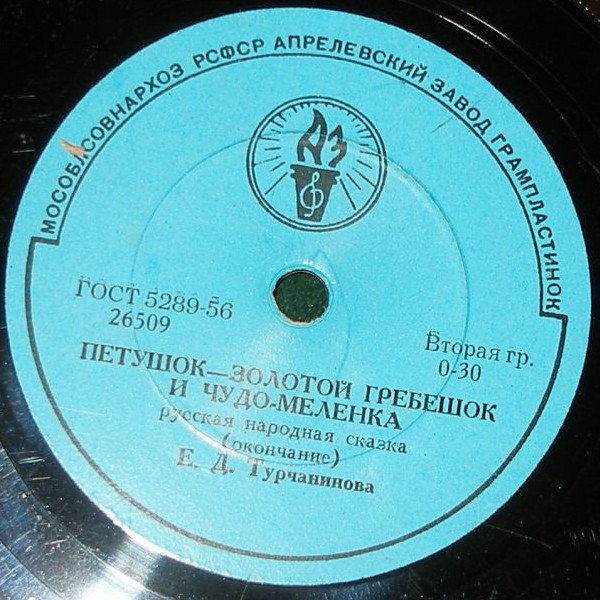 МОСОБЛСОВНАРХОЗ РСФСР АПРЕЛЕВСКИЙ ЗАВОД ГРАМПЛАСТИНОК
АЗ
ГОСТ 5289-56
26509
Вторая гр.
0-30
ПЕТУШОК—ЗОЛОТОЙ ГРЕБЕШОК
И ЧУДО-МЕЛЕНКА
русская народная сказка
(окончание)
Е. Д. Турчанинова